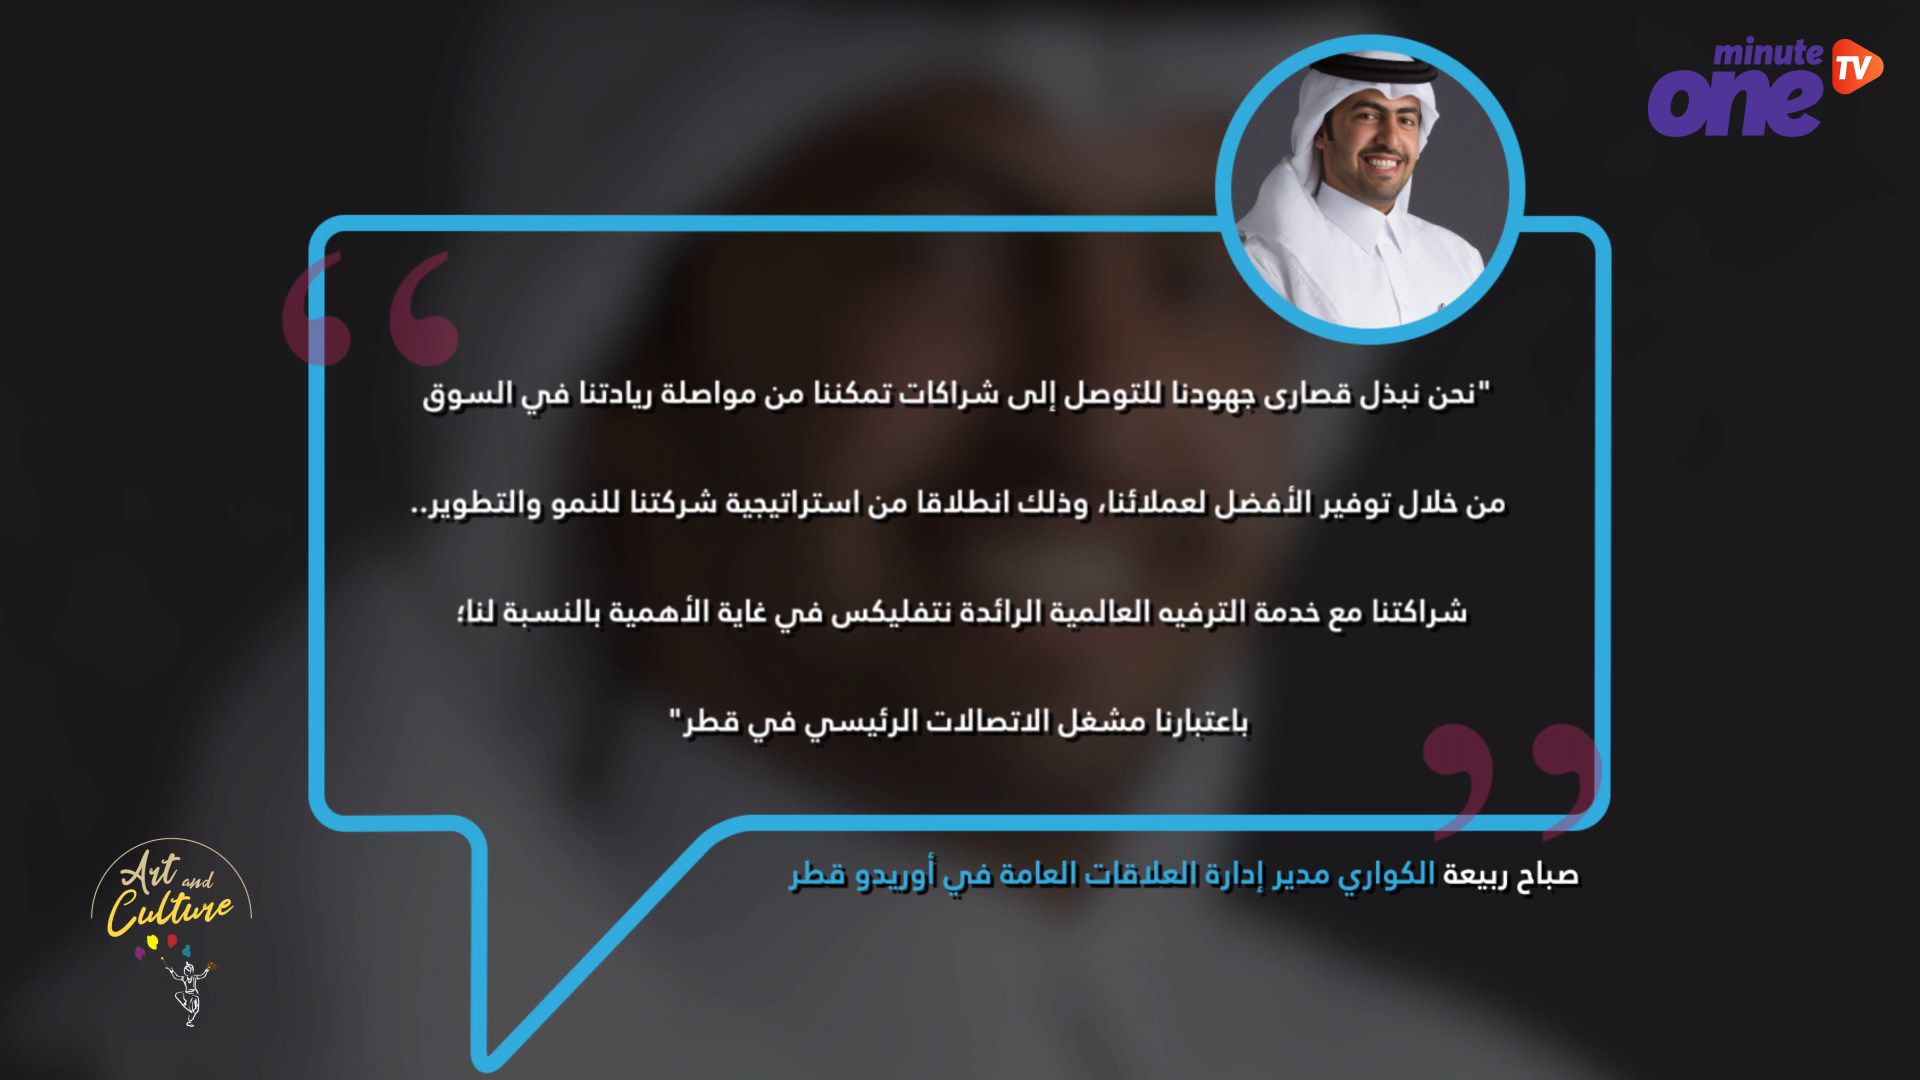 minute
one TV
"نحن نبذل قصارى جهودنا للتوصل إلى شراكات تمكننا من مواصلة ريادتنا في السوق
من خلال توفير الأفضل لعملائنا، وذلك انطلاقا من استراتيجية شركتنا للنمو والتطوير..
شراكتنا مع خدمة الترفيه العالمية الرائدة نتفليكس في غاية الأهمية بالنسبة لنا؛
باعتبارنا مشغل الاتصالات الرئيسي في قطر"
صباح ربيعة الكواري مدير إدارة العلاقات العامة في أوريدو قطر
Art and
Culture